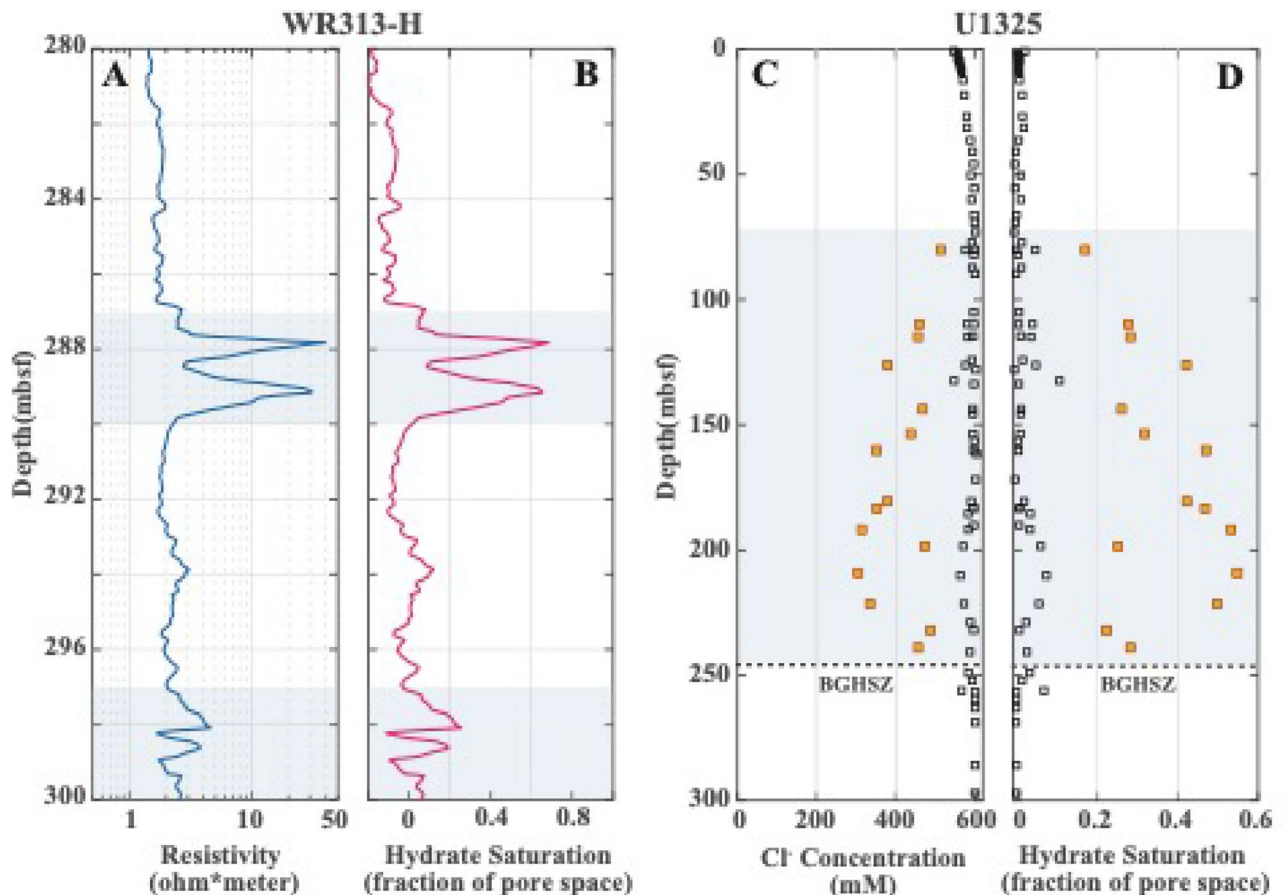 WR313-H
U1325
A
B
C
D
280
284
288
292
296
300
Depth(mbsf)
1
10
50
Resistivity
(ohm*meter)
0
0.4
0.8
Hydrate Saturation
(fraction of pore space)
0
50
100
150
200
250
300
Depth(mbsf)
BGHSZ
BGHSZ
0
400
600
Cl⁻ Concentration
(mM)
0
0.2
0.4
0.6
Hydrate Saturation
(fraction of pore space)